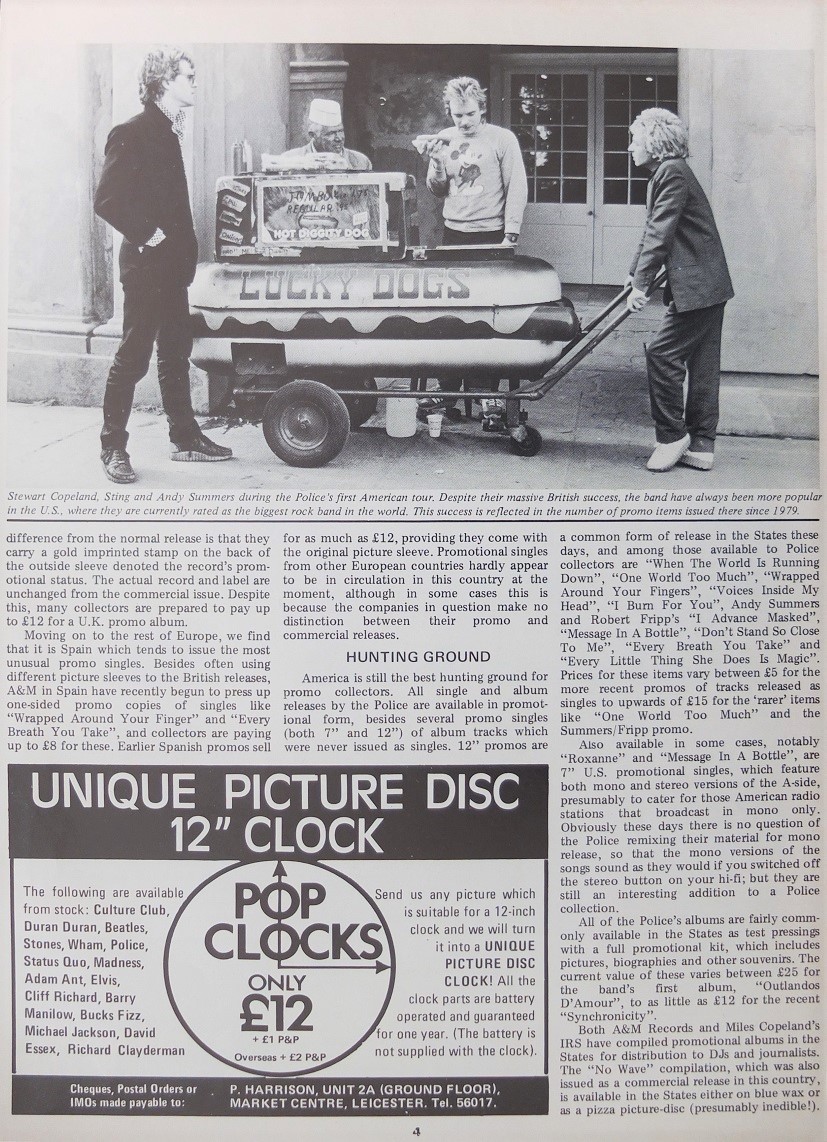 JUMBO
REGULAR
HOT DIGGITY DOG
LUCKY DOGS
Stewart Copeland, Sting and Andy Summers during the Police's first American tour. Despite their massive British success, the band have always been more popular
in the U.S., where they are currently rated as the biggest rock band in the world. This success is reflected in the number of promo items issued there since 1979.
difference from the normal release is that they
carry a gold imprinted stamp on the back of
the outside sleeve denoted the record's prom-
otional status. The actual record and label are
unchanged from the commercial issue. Despite
this, many collectors are prepared to pay up
to £12 for a U.K. promo album.
Moving on to the rest of Europe, we find
that it is Spain which tends to issue the most
unusual promo singles. Besides often using
different picture sleeves to the British releases,
A&M in Spain have recently begun to press up
one-sided promo copies of singles like
"Wrapped Around Your Finger" and "Every
Breath You Take", and collectors are paying
up to £8 for these. Earlier Spanish promos sell
for as much as £12, providing they come with
the original picture sleeve. Promotional singles
from other European countries hardly appear
to be in circulation in this country at the
moment, although in some cases this is
because the companies in question make no
distinction between their promo and
commercial releases.
HUNTING GROUND
America is still the best hunting ground for
promo collectors. All single and album
releases by the Police are available in promot-
ional form, besides several promo singles
(both 7" and 12") of album tracks which
were never issued as singles. 12" promos are
a common form of release in the States these
days, and among those available to Police
collectors are "When The World Is Running
Down", "One World Too Much", "Wrapped
Around Your Fingers", "Voices Inside My
Head", "I Burn For You", Andy Summers
and Robert Fripp's "I Advance Masked",
"Message In A Bottle", "Don't Stand So Close
To Me", "Every Breath You Take" and
"Every Little Thing She Does Is Magic".
Prices for these items vary between £5 for the
more recent promos of tracks released as
singles to upwards of £15 for the 'rarer' items
like "One World Too Much" and the
Summers/Fripp promo.
Also available in some cases, notably
"Roxanne" and "Message In A Bottle", are
7" U.S. promotional singles, which feature
both mono and stereo versions of the A-side,
presumably to cater for those American radio
stations that broadcast in mono only.
Obviously these days there is no question of
the Police remixing their material for mono
release, so that the mono versions of the
songs sound as they would if you switched off
the stereo button on your hi-fi; but they are
still an interesting addition to a Police
collection.
All of the Police's albums are fairly comm-
only available in the States as test pressings
with a full promotional kit, which includes
pictures, biographies and other souvenirs. The
current value of these varies between £25 for
the band's first album, "Outlandos
D'Amour", to as little as £12 for the recent
"Synchronicity".
Both A&M Records and Miles Copeland's
IRS have compiled promotional albums in the
States for distribution to DJs and journalists.
The "No Wave" compilation, which was also
issued as a commercial release in this country,
is available in the States either on blue wax or
as a pizza picture-disc (presumably inedible!).
UNIQUE PICTURE DISC
12" CLOCK
The following are available
from stock: Culture Club,
Duran Duran, Beatles,
Stones, Wham, Police,
Status Quo, Madness,
Adam Ant, Elvis,
Cliff Richard, Barry
Manilow, Bucks Fizz,
Michael Jackson, David
Essex, Richard Clayderman
POP
CLOCKS
ONLY
£12
+ £1 P&P
Overseas + £2 P&P
Send us any picture which
is suitable for a 12-inch
clock and we will turn
it into a UNIQUE
PICTURE DISC
CLOCK! All the
clock parts are battery
operated and guaranteed
for one year. (The battery is
not supplied with the clock).
Cheques, Postal Orders or
IMOs made payable to:
P. HARRISON, UNIT 2A (GROUND FLOOR),
MARKET CENTRE, LEICESTER. Tel. 56017.
4